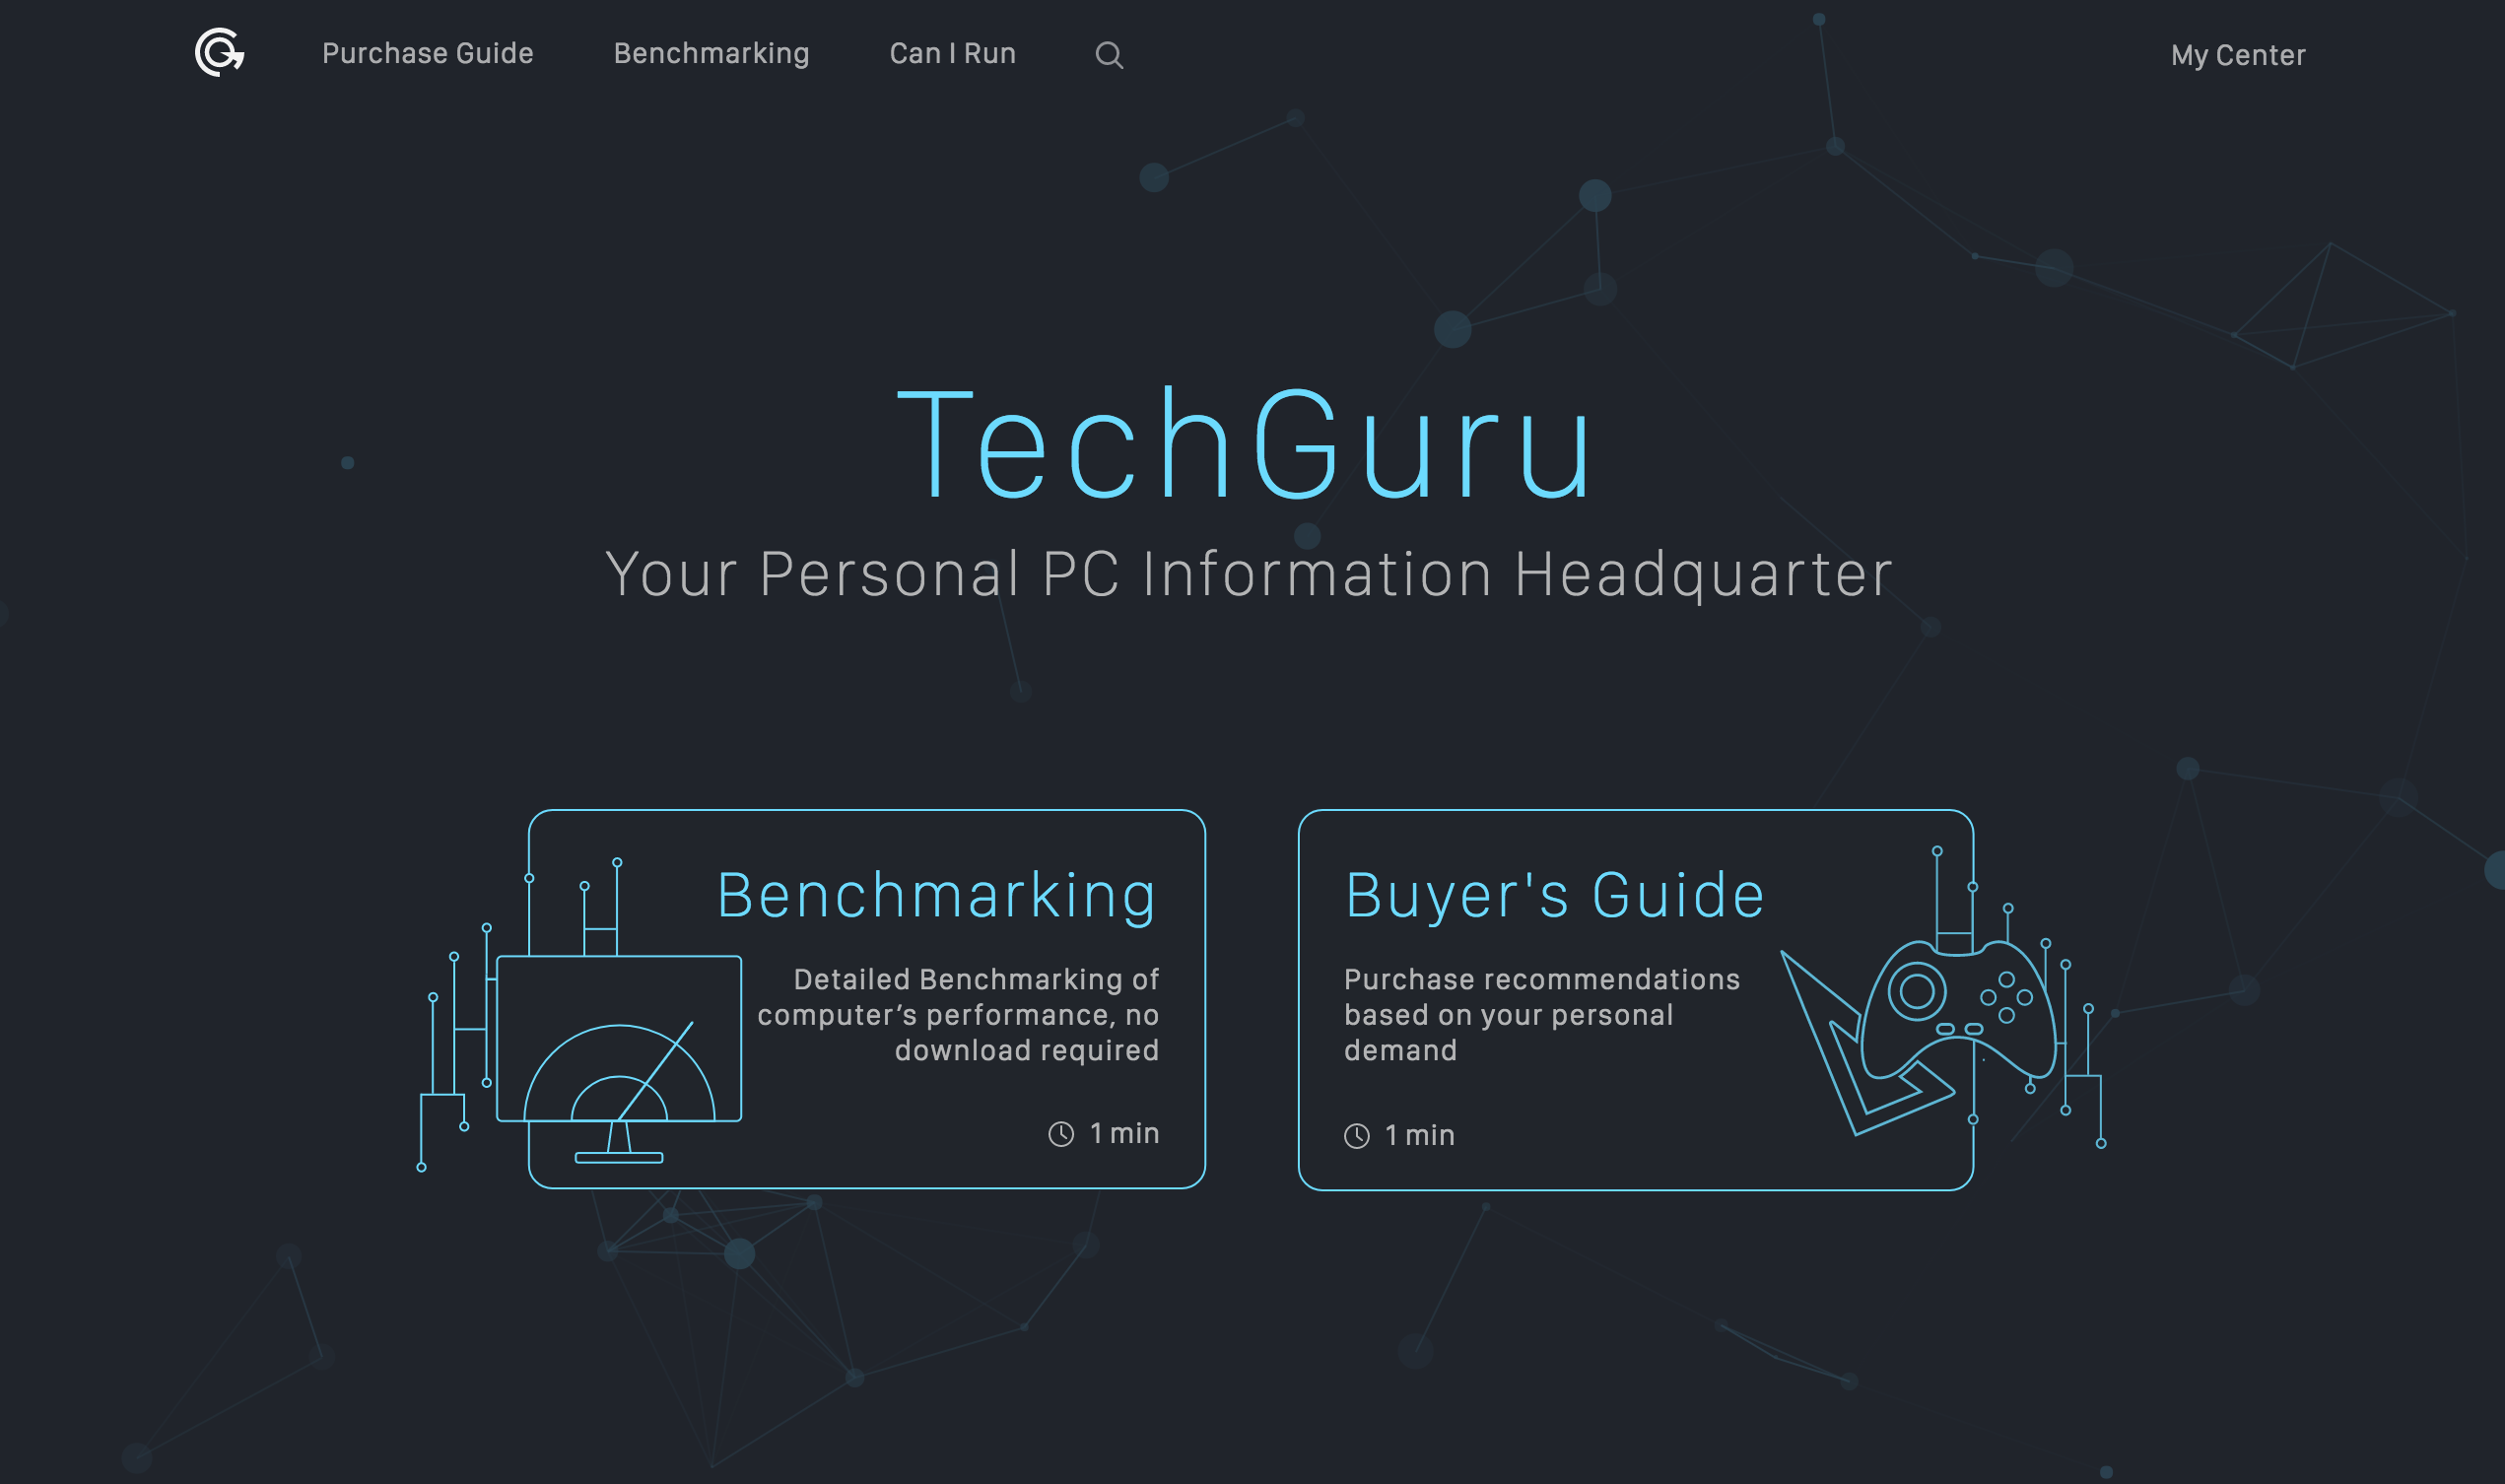 Purchase Guide
Benchmarking
Can I Run
My Center
TechGuru
Your Personal PC Information Headquarter
Benchmarking
Detailed Benchmarking of
computer’s performance, no
download required
1 min
Buyer's Guide
Purchase recommendations
based on your personal
demand
1 min